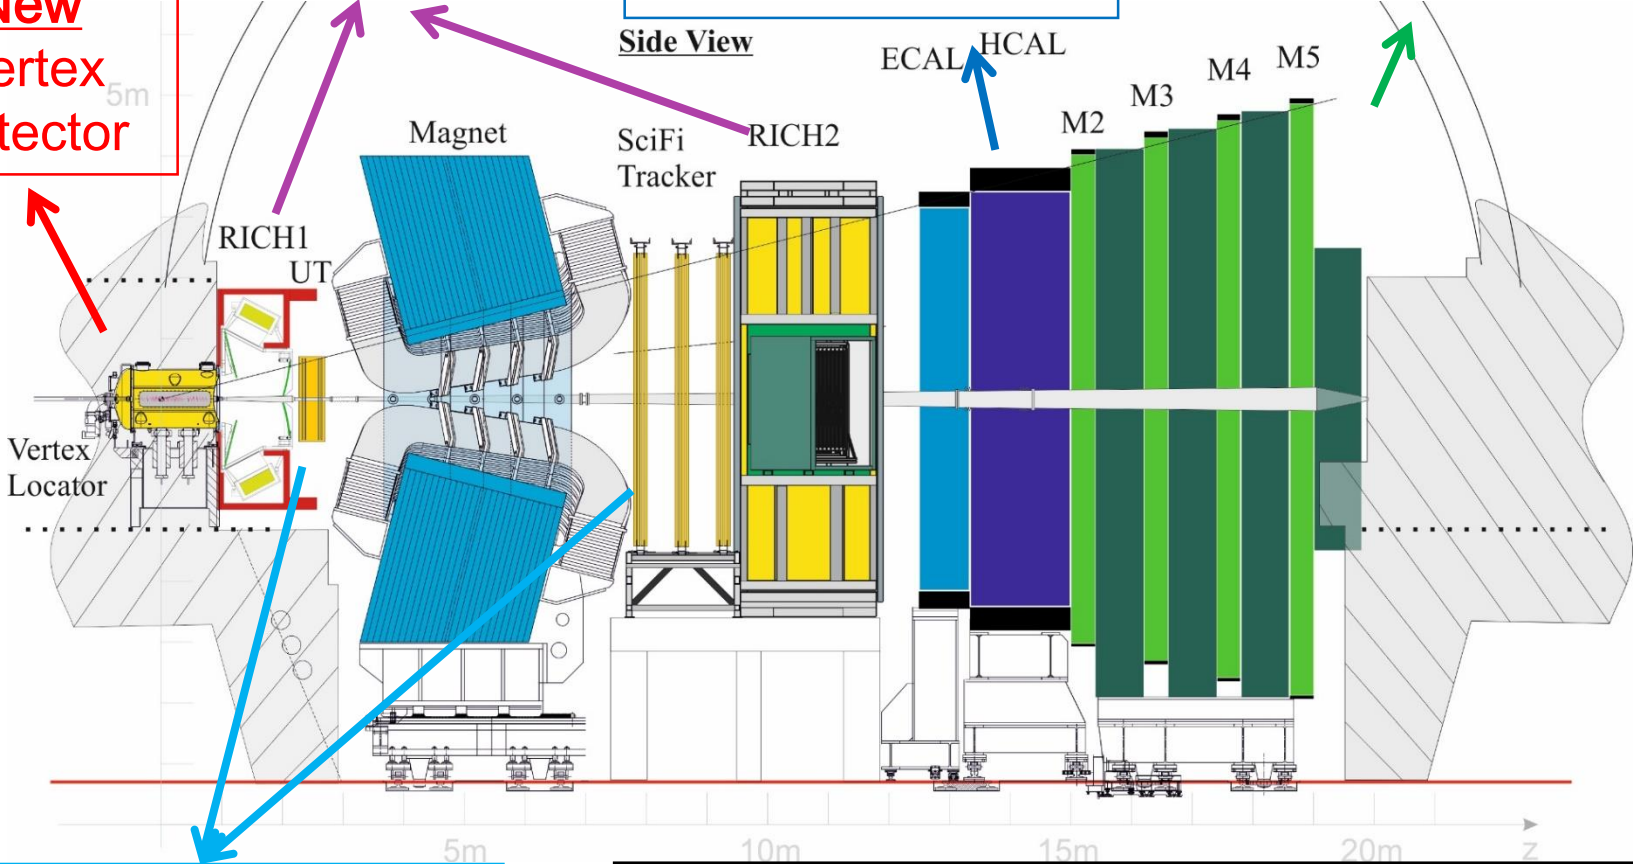 New
ertex
tector
Side View
ECAL
HCAL
M5
M4
M3
M2
5m
Magnet
SciFi
Tracker
RICH2
RICH1
UT
Vertex
Locator
5m
10m
15m
20m
z